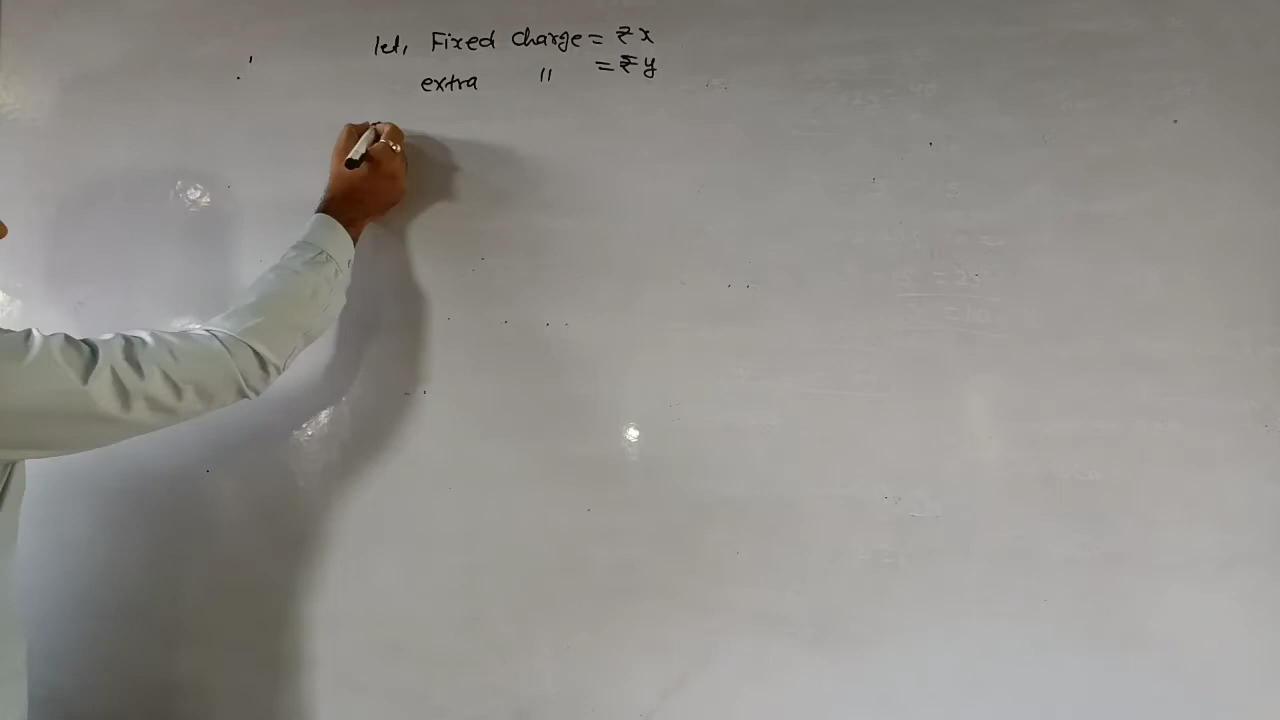 let, Fixed Charge = ₹ x
extra " = ₹ y